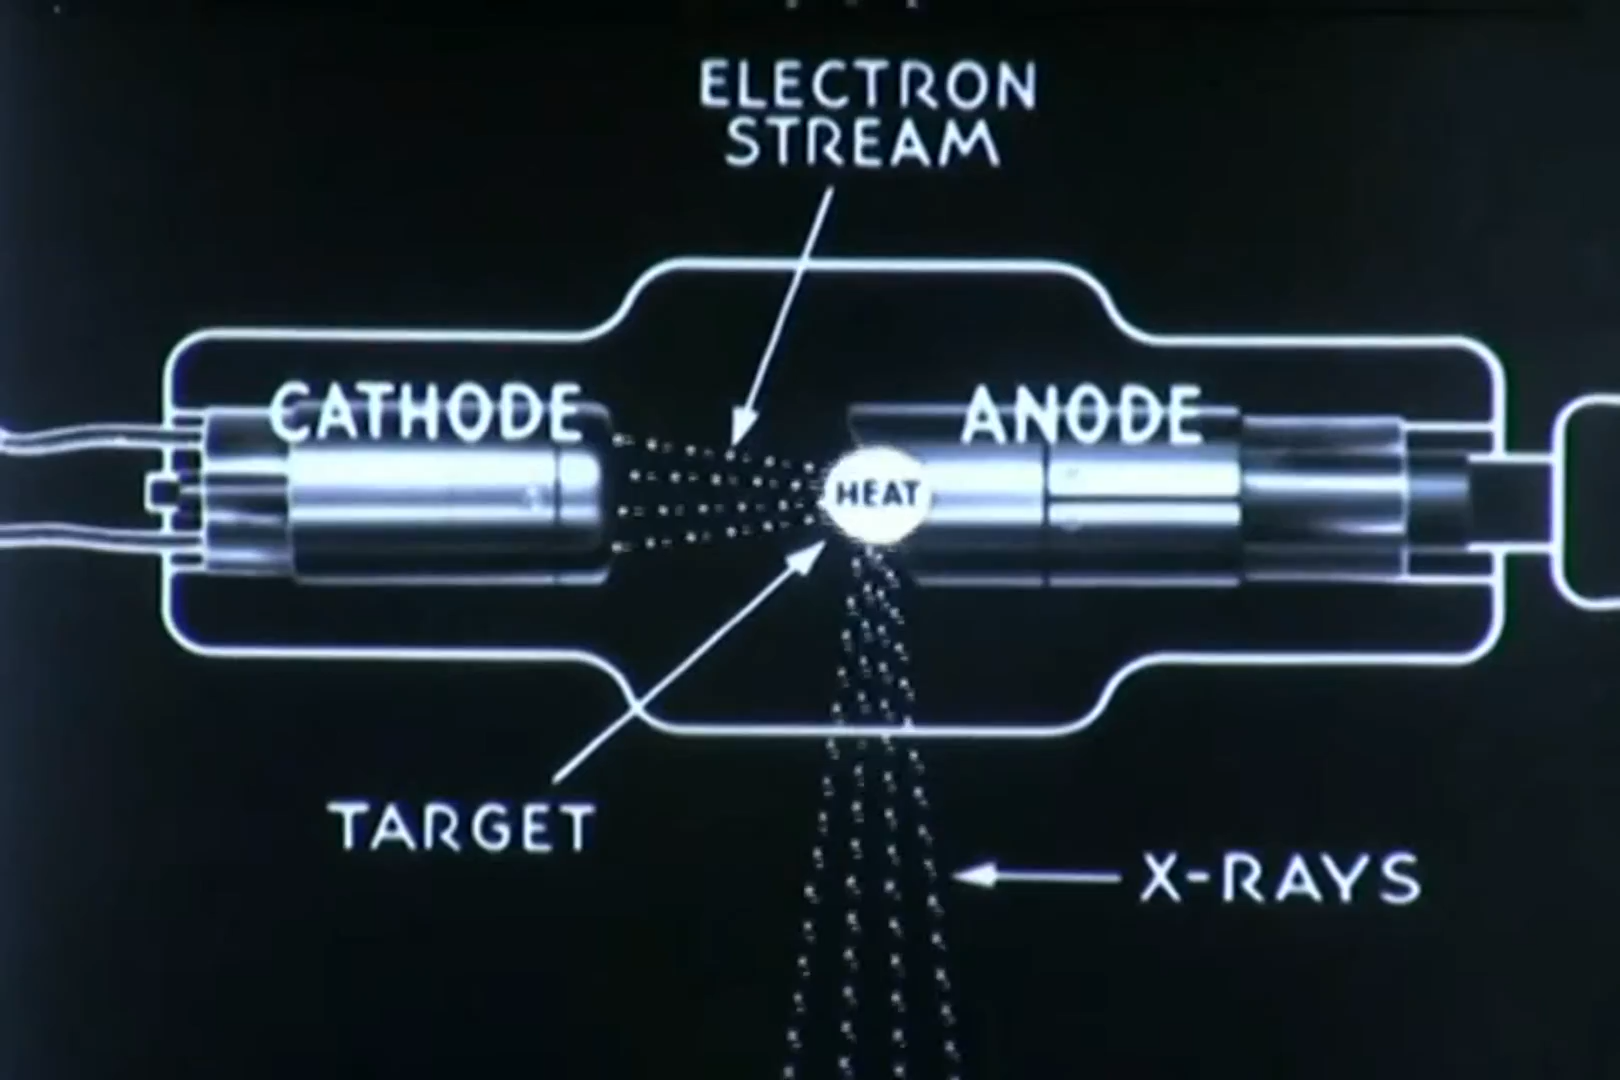 ELECTRON
STREAM
CATHODE
ANODE
HEAT
TARGET
X-RAYS